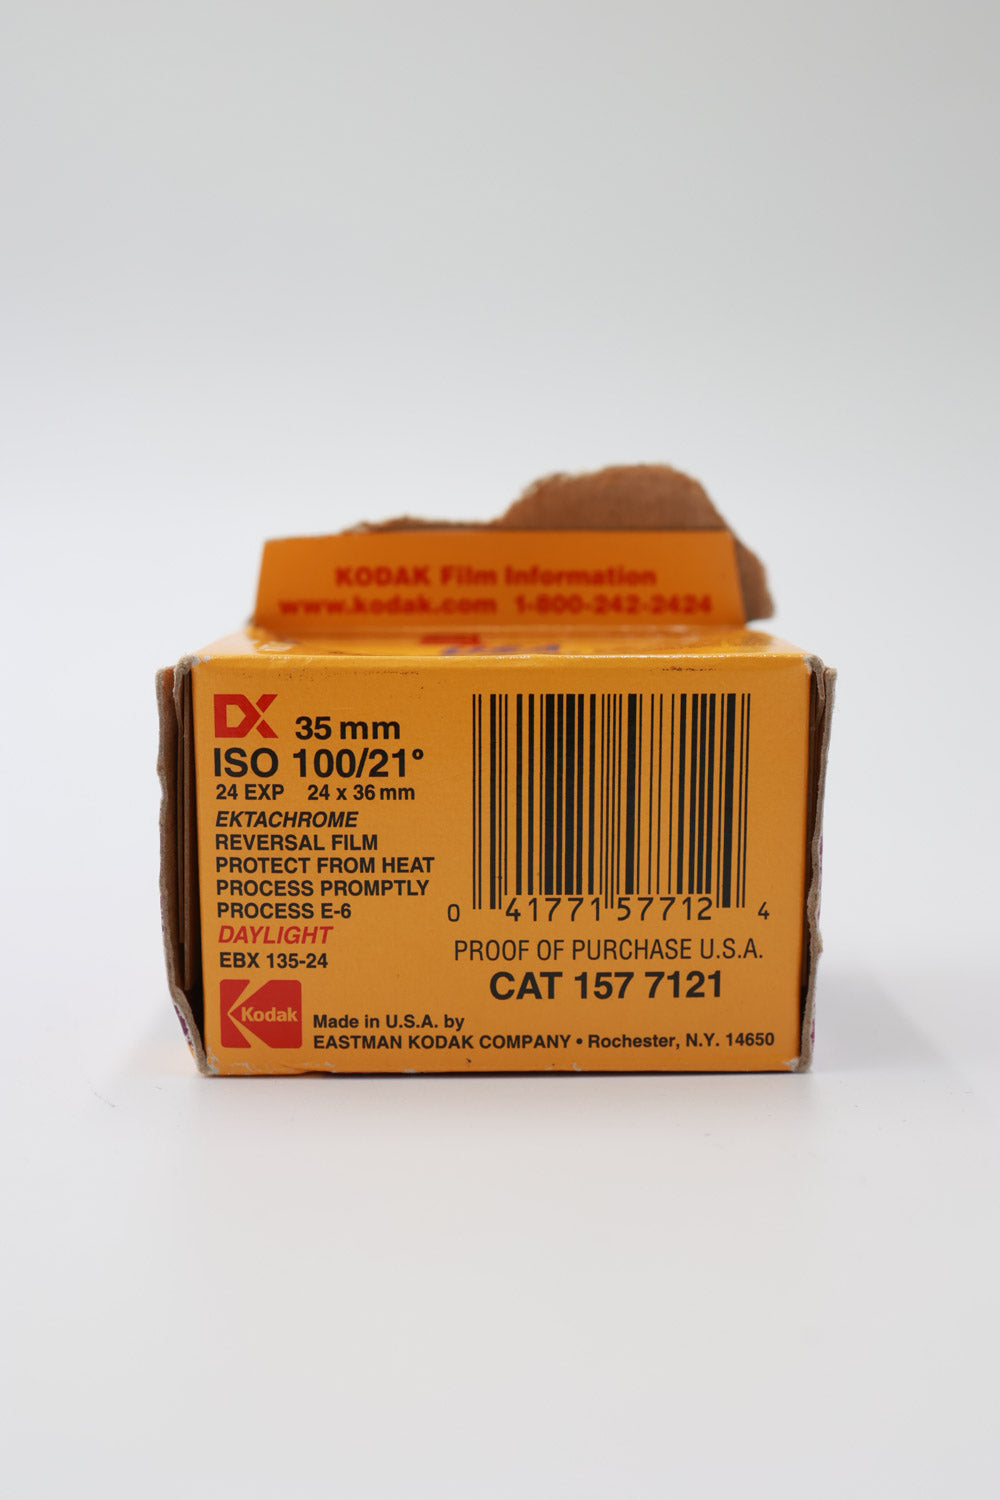 KODAK Film Information
www.kodak.com 1-800-242-2424
DX 35 mm
ISO 100/21°
24 EXP 24 x 36 mm
EKTACHROME
REVERSAL FILM
PROTECT FROM HEAT
PROCESS PROMPTLY
PROCESS E-6
DAYLIGHT
EBX 135-24
0 41771 57712 4
PROOF OF PURCHASE U.S.A.
CAT 157 7121
Kodak
Made in U.S.A. by
EASTMAN KODAK COMPANY • Rochester, N.Y. 14650